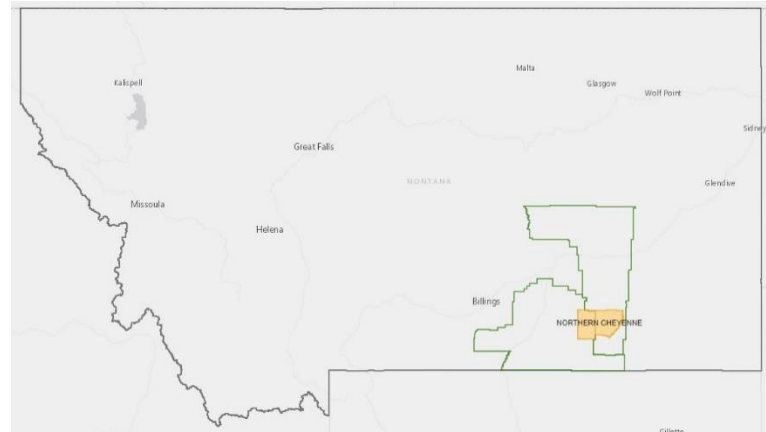 Malta
Kalispell
Glasgow
Wolf Point
Sidney
Great Falls
MONTANA
Glendive
Missoula
Helena
Billings
NORTHERN CHEYENNE
Gillette